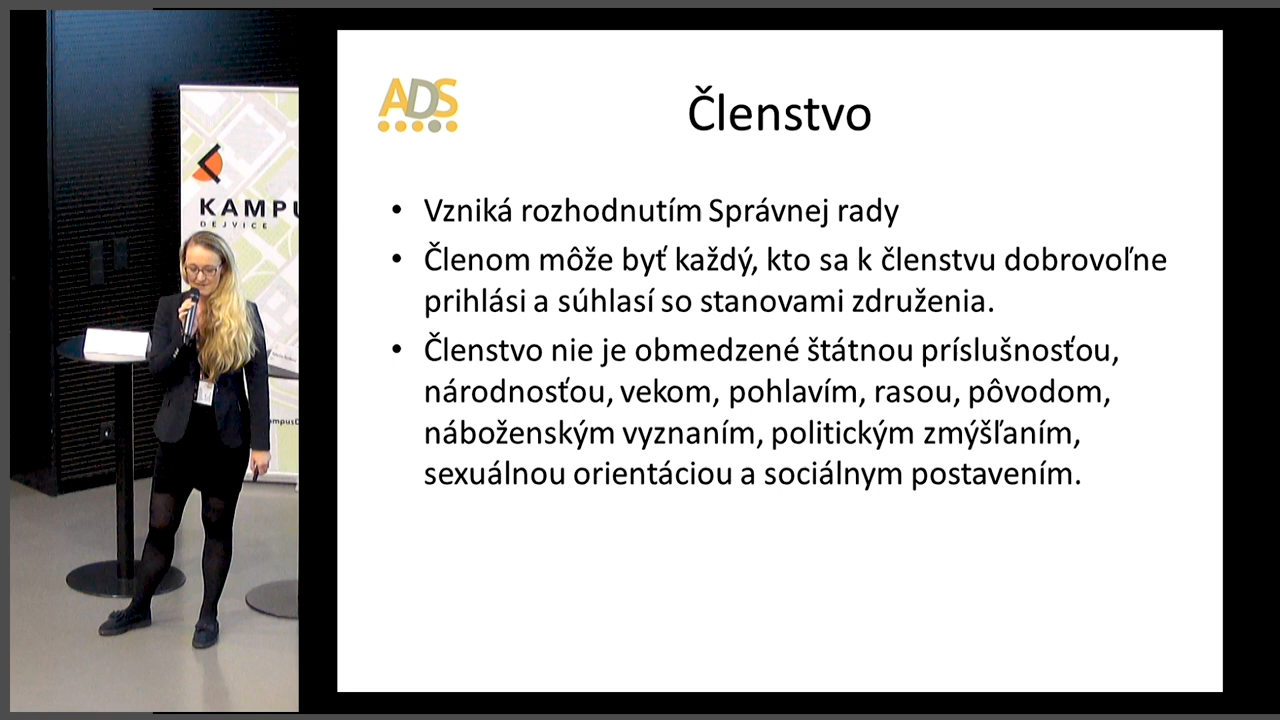 KAMPU
DEJVICE
ADS
Členstvo
• Vzniká rozhodnutím Správnej rady
• Členom môže byť každý, kto sa k členstvu dobrovoľne
prihlási a súhlasí so stanovami združenia.
• Členstvo nie je obmedzené štátnou príslušnosťou,
národnosťou, vekom, pohlavím, rasou, pôvodom,
náboženským vyznaním, politickým zmýšľaním,
sexuálnou orientáciou a sociálnym postavením.